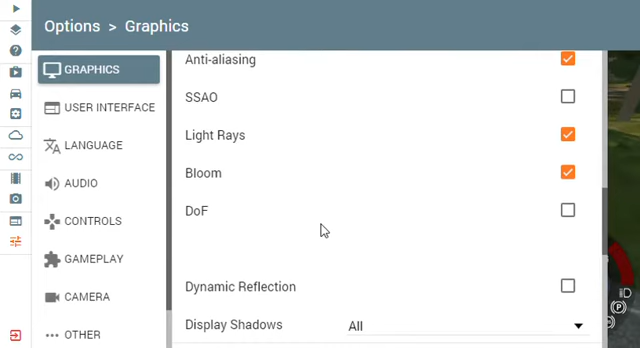 Options > Graphics
GRAPHICS
USER INTERFACE
LANGUAGE
AUDIO
CONTROLS
GAMEPLAY
CAMERA
OTHER
Anti-aliasing
SSAO
Light Rays
Bloom
DoF
Dynamic Reflection
Display Shadows All